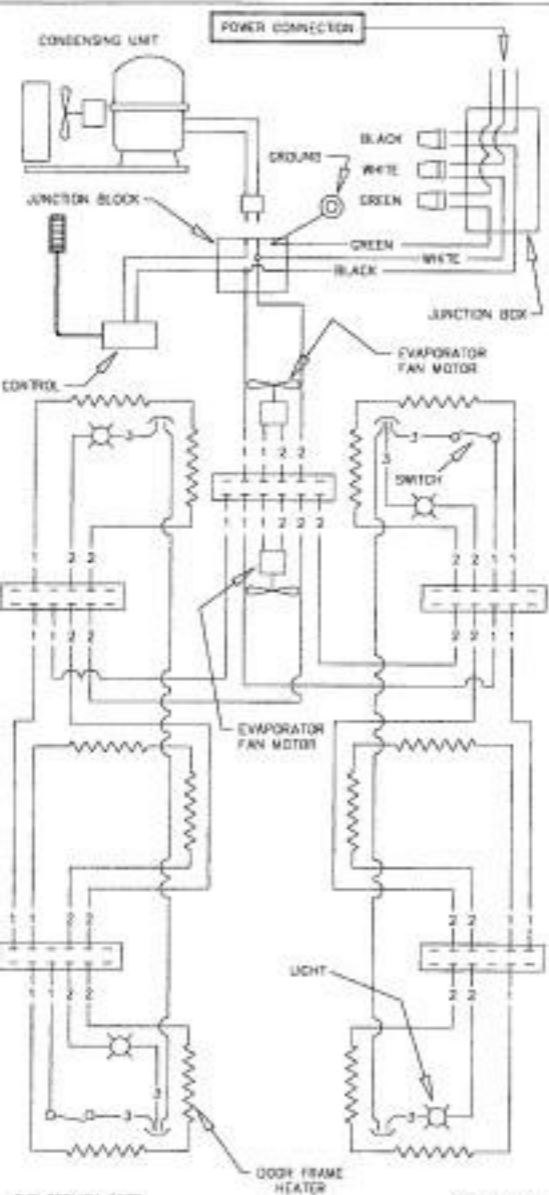 POWER CONNECTION
CONDENSING UNIT
BLACK
GROUND
WHITE
JUNCTION BLOCK
GREEN
GREEN
WHITE
BLACK
JUNCTION BOX
EVAPORATOR
FAN MOTOR
CONTROL
3
3
3
SWITCH
1 1 2 2
1 2 2
1 2 2
2 2 1 1
1 1 1 2 2 2
1 1 2 2
2 2 1 1
EVAPORATOR
FAN MOTOR
1 1 2 2
2 2 1 1
1 1 2 2
2 2 1
LIGHT
3
3
3
DOOR FRAME
HEATER